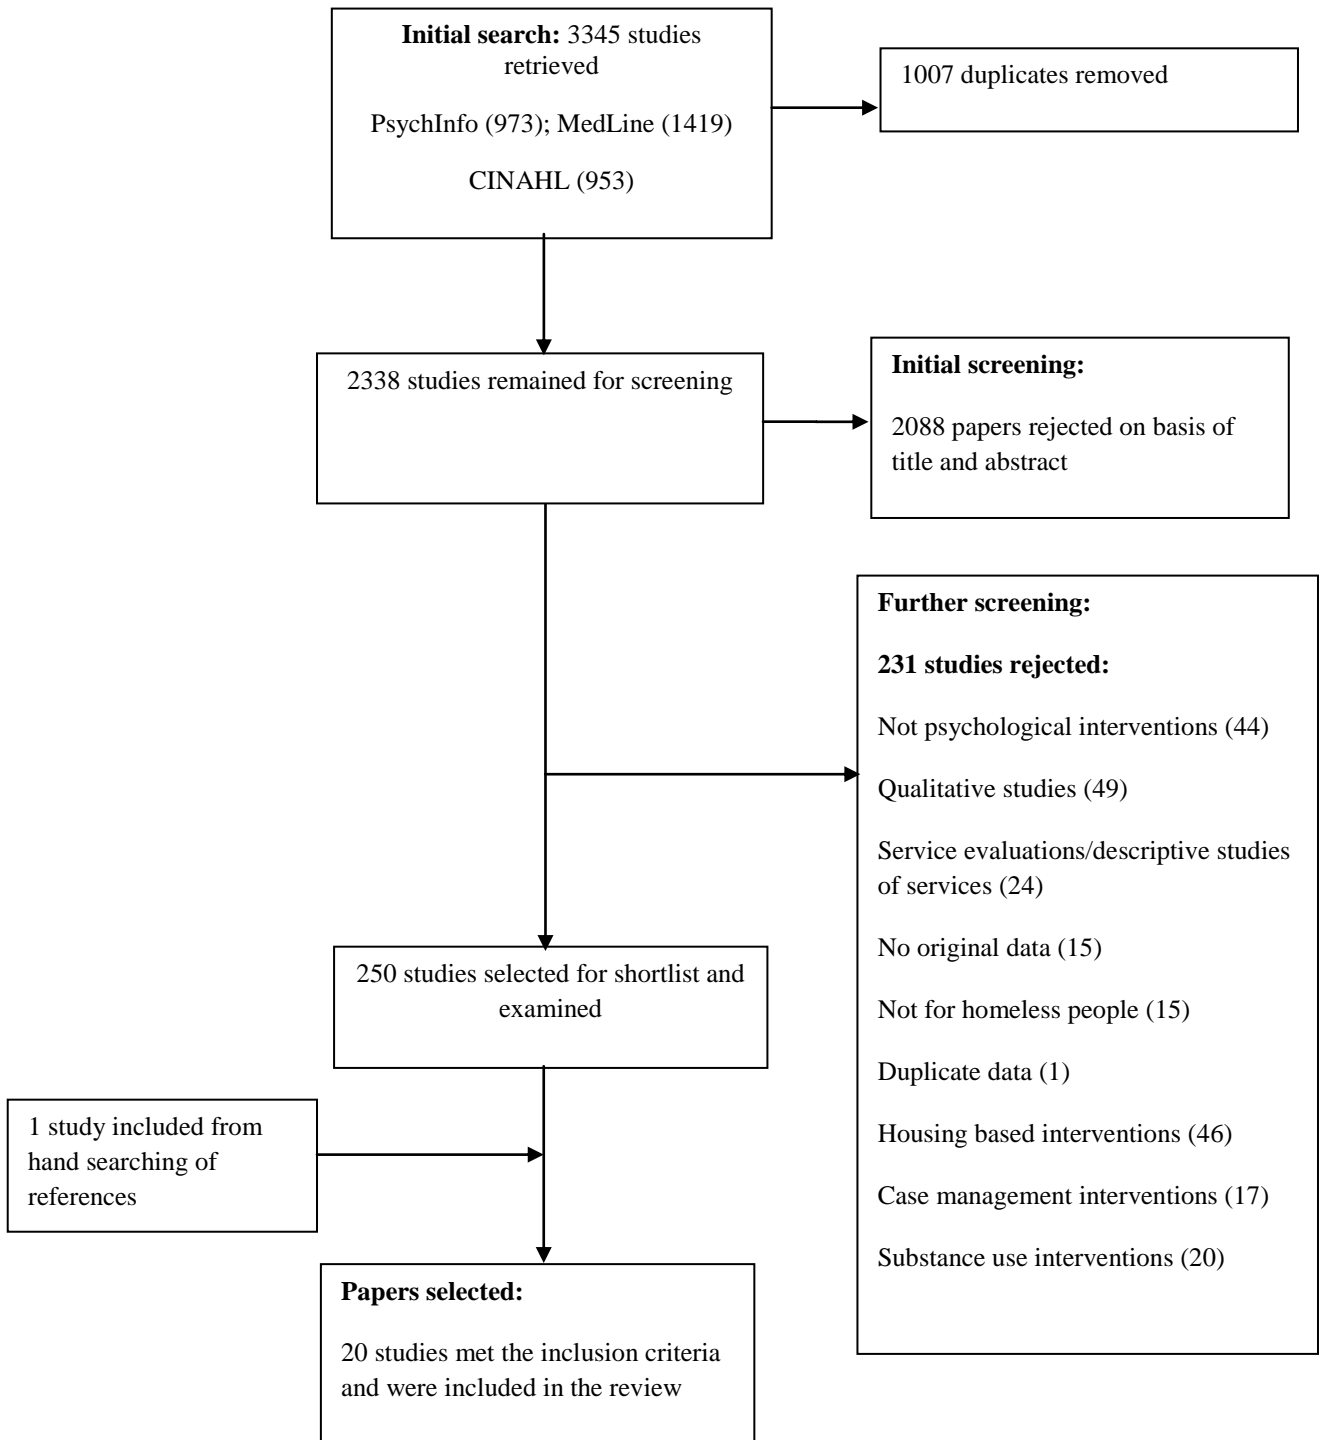 Initial search: 3345 studies
retrieved
PsychInfo (973); MedLine (1419)
CINAHL (953)
1007 duplicates removed
2338 studies remained for screening
Initial screening:
2088 papers rejected on basis of
title and abstract
Further screening:
231 studies rejected:
Not psychological interventions (44)
Qualitative studies (49)
Service evaluations/descriptive studies
of services (24)
No original data (15)
Not for homeless people (15)
Duplicate data (1)
Housing based interventions (46)
Case management interventions (17)
Substance use interventions (20)
250 studies selected for shortlist and
examined
1 study included from
hand searching of
references
Papers selected:
20 studies met the inclusion criteria
and were included in the review